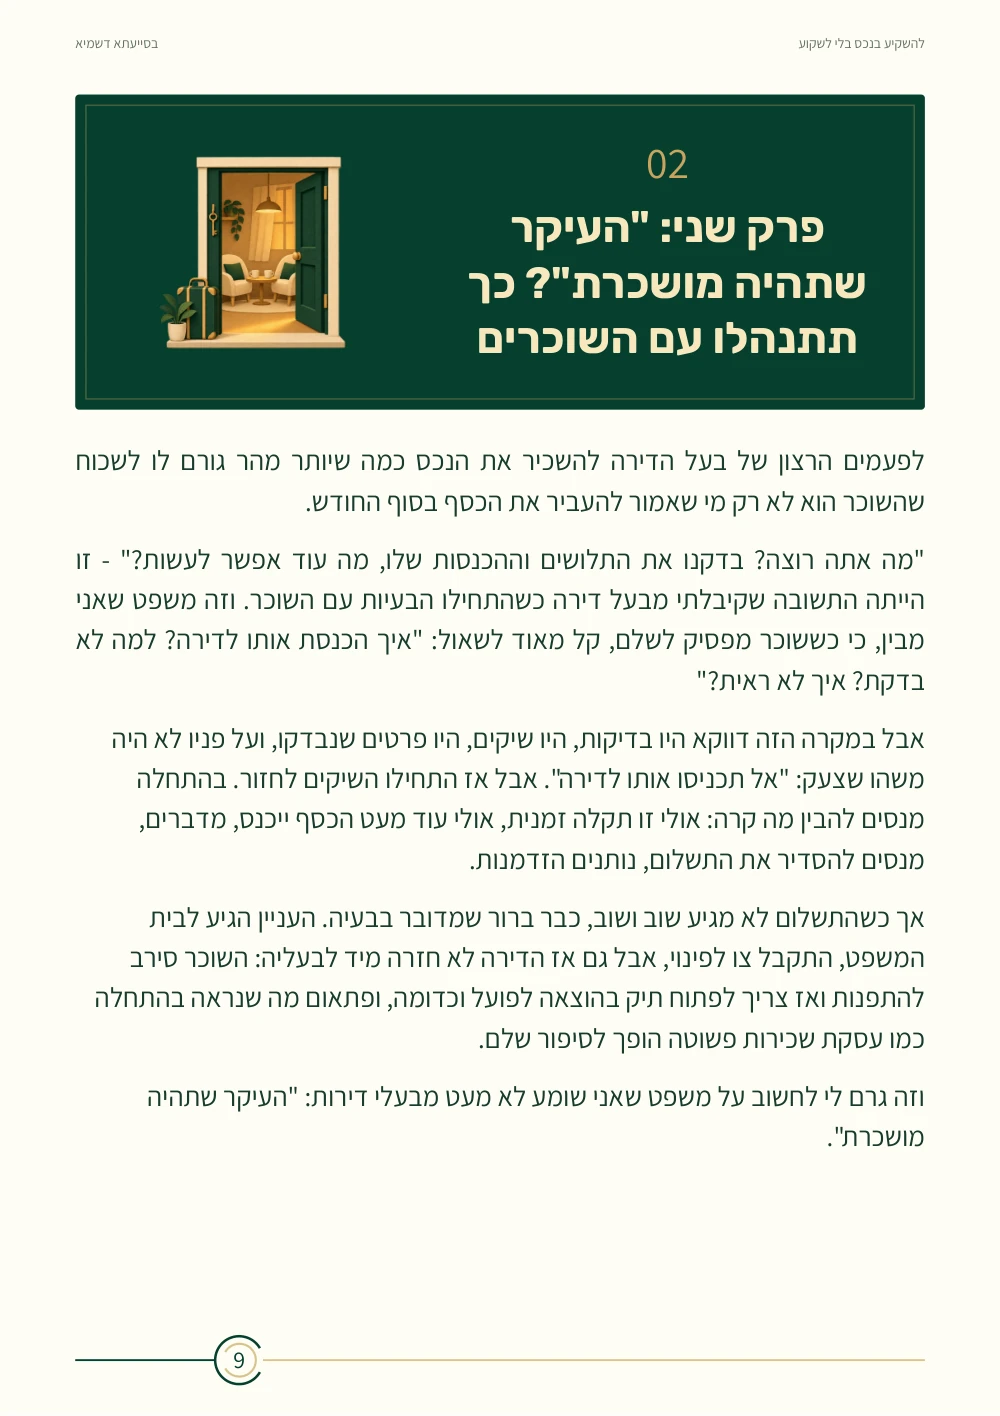 להשקיע בנכס בלי לשקוע
בסייעתא דשמיא
02
פרק שני: "העיקר
שתהיה מושכרת"? כך
תתנהלו עם השוכרים
לפעמים הרצון של בעל הדירה להשכיר את הנכס כמה שיותר מהר גורם לו לשכוח
שהשוכר הוא לא רק מי שאמור להעביר את הכסף בסוף החודש.
"מה אתה רוצה? בדקנו את התלושים וההכנסות שלו, מה עוד אפשר לעשות?" - זו
הייתה התשובה שקיבלתי מבעל דירה כשהתחילו הבעיות עם השוכר. וזה משפט שאני
מבין, כי כששוכר מפסיק לשלם, קל מאוד לשאול: "איך הכנסת אותו לדירה? למה לא
בדקת? איך לא ראית?"
אבל במקרה הזה דווקא היו בדיקות, היו שיקים, היו פרטים שנבדקו, ועל פניו לא היה
משהו שצעק: "אל תכניסו אותו לדירה". אבל אז התחילו השיקים לחזור. בהתחלה
מנסים להבין מה קרה: אולי זו תקלה זמנית, אולי עוד מעט הכסף ייכנס, מדברים,
מנסים להסדיר את התשלום, נותנים הזדמנות.
אך כשהתשלום לא מגיע שוב ושוב, כבר ברור שמדובר בבעיה. העניין הגיע לבית
המשפט, התקבל צו לפינוי, אבל גם אז הדירה לא חזרה מיד לבעליה: השוכר סירב
להתפנות ואז צריך לפתוח תיק בהוצאה לפועל וכדומה, ופתאום מה שנראה בהתחלה
כמו עסקת שכירות פשוטה הופך לסיפור שלם.
וזה גרם לי לחשוב על משפט שאני שומע לא מעט מבעלי דירות: "העיקר שתהיה
מושכרת".
9